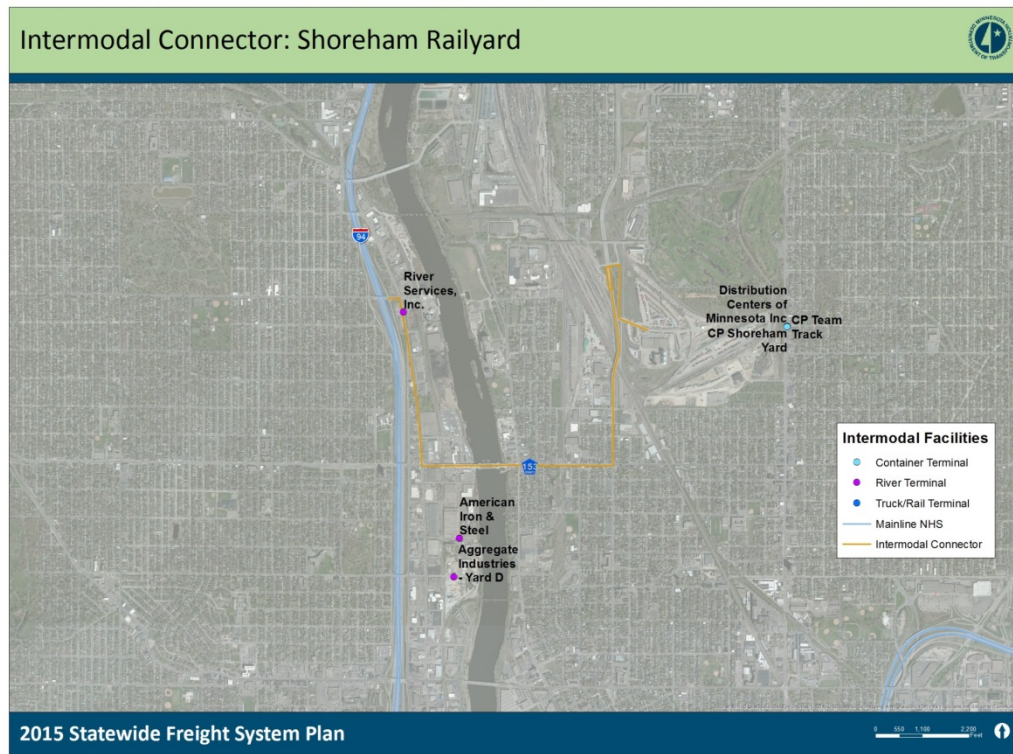 Intermodal Connector: Shoreham Railyard
94
River
Services,
Inc.
Distribution
Centers of
Minnesota Inc
CP Shoreham
Yard
CP Team
Track
153
American
Iron &
Steel
Aggregate
Industries
- Yard D
Intermodal Facilities
Container Terminal
River Terminal
Truck/Rail Terminal
Mainline NHS
Intermodal Connector
2015 Statewide Freight System Plan
0 550 1,100 2,200
Feet